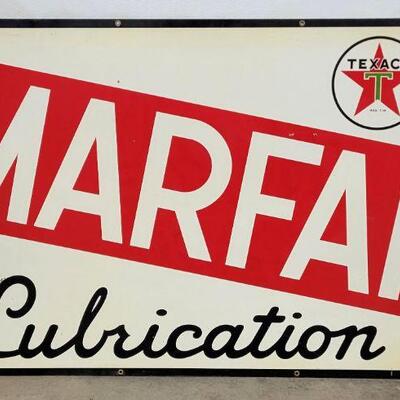 TEXAC
T
MARFA
Lubrication